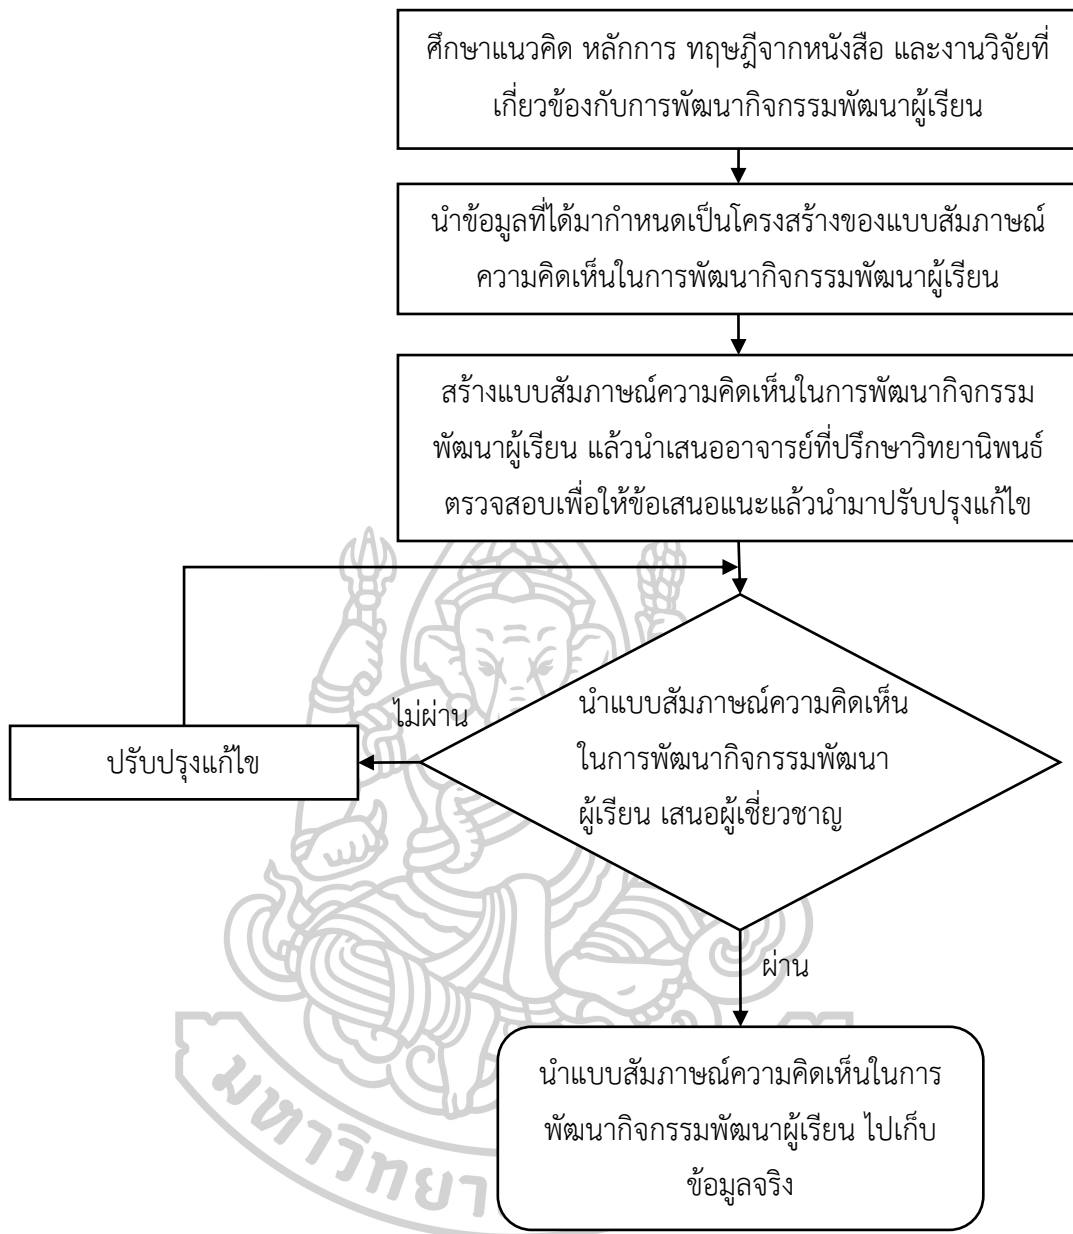 ศึกษาแนวคิด หลักการ ทฤษฎีจากหนังสือ และงานวิจัยที่
เกี่ยวข้องกับการพัฒนากิจกรรมพัฒนาผู้เรียน
นำข้อมูลที่ได้มากำหนดเป็นโครงสร้างของแบบสัมภาษณ์
ความคิดเห็นในการพัฒนากิจกรรมพัฒนาผู้เรียน
สร้างแบบสัมภาษณ์ความคิดเห็นในการพัฒนากิจกรรม
พัฒนาผู้เรียน แล้วนำเสนออาจารย์ที่ปรึกษาวิทยานิพนธ์
ตรวจสอบเพื่อให้ข้อเสนอแนะแล้วนำมาปรับปรุงแก้ไข
นำแบบสัมภาษณ์ความคิดเห็น
ในการพัฒนากิจกรรมพัฒนา
ผู้เรียน เสนอผู้เชี่ยวชาญ
ไม่ผ่าน
ปรับปรุงแก้ไข
ผ่าน
นำแบบสัมภาษณ์ความคิดเห็นในการ
พัฒนากิจกรรมพัฒนาผู้เรียน ไปเก็บ
ข้อมูลจริง
มหาวิทยา